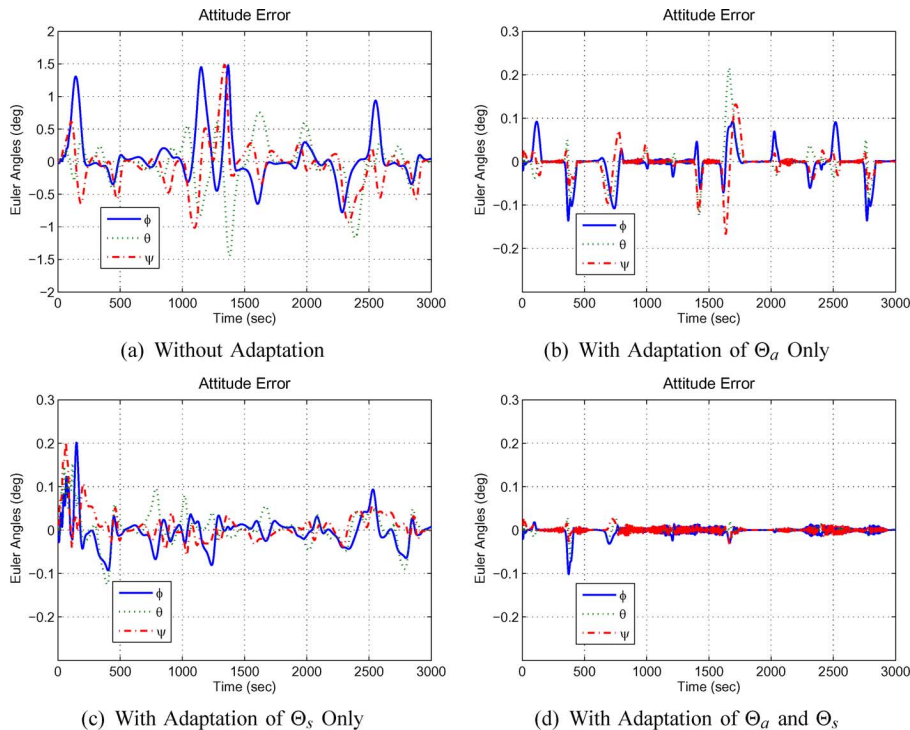 Attitude Error
Euler Angles (deg)
2
1.5
1
0.5
0
−0.5
−1
−1.5
−2
ϕ
θ
ψ
0 500 1000 1500 2000 2500 3000
Time (sec)
(a) Without Adaptation
Attitude Error
Euler Angles (deg)
0.3
0.2
0.1
0
−0.1
−0.2
ϕ
θ
ψ
0 500 1000 1500 2000 2500 3000
Time (sec)
(b) With Adaptation of Θa Only
Attitude Error
Euler Angles (deg)
0.3
0.2
0.1
0
−0.1
−0.2
ϕ
θ
ψ
0 500 1000 1500 2000 2500 3000
Time (sec)
(c) With Adaptation of Θs Only
Attitude Error
Euler Angles (deg)
0.3
0.2
0.1
0
−0.1
−0.2
ϕ
θ
ψ
0 500 1000 1500 2000 2500 3000
Time (sec)
(d) With Adaptation of Θa and Θs